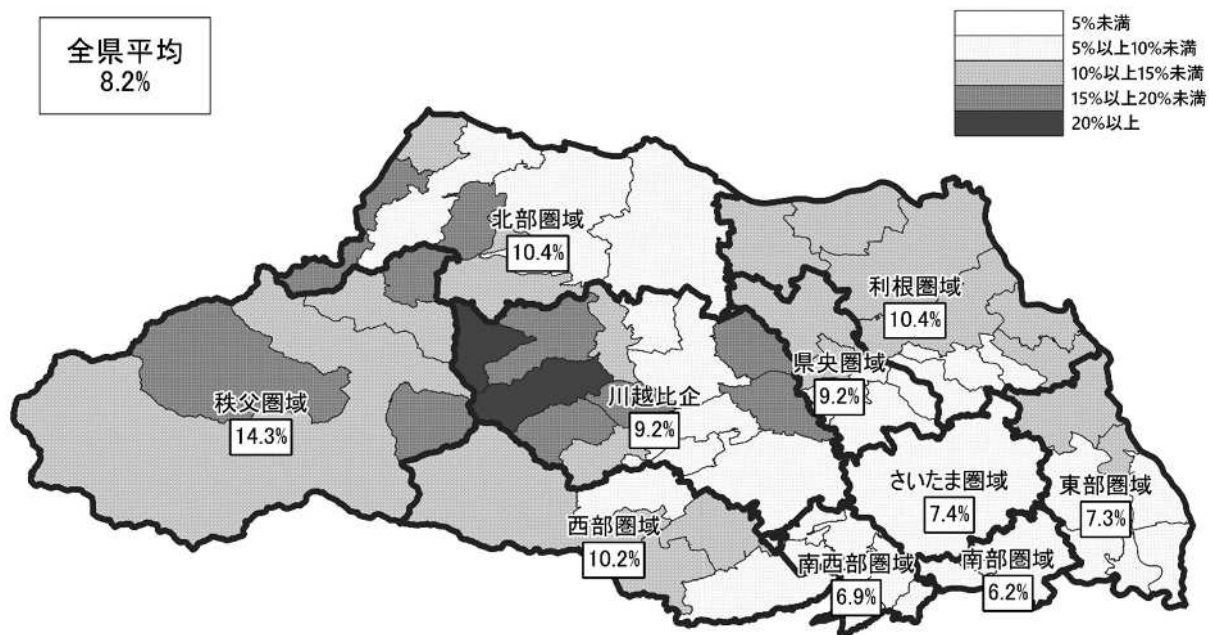 全県平均
8.2%
5%未満
5%以上10%未満
10%以上15%未満
15%以上20%未満
20%以上
北部圏域
10.4%
利根圏域
10.4%
県央圏域
9.2%
川越比企
9.2%
秩父圏域
14.3%
さいたま圏域
7.4%
東部圏域
7.3%
西部圏域
10.2%
南西部圏域
6.9%
南部圏域
6.2%